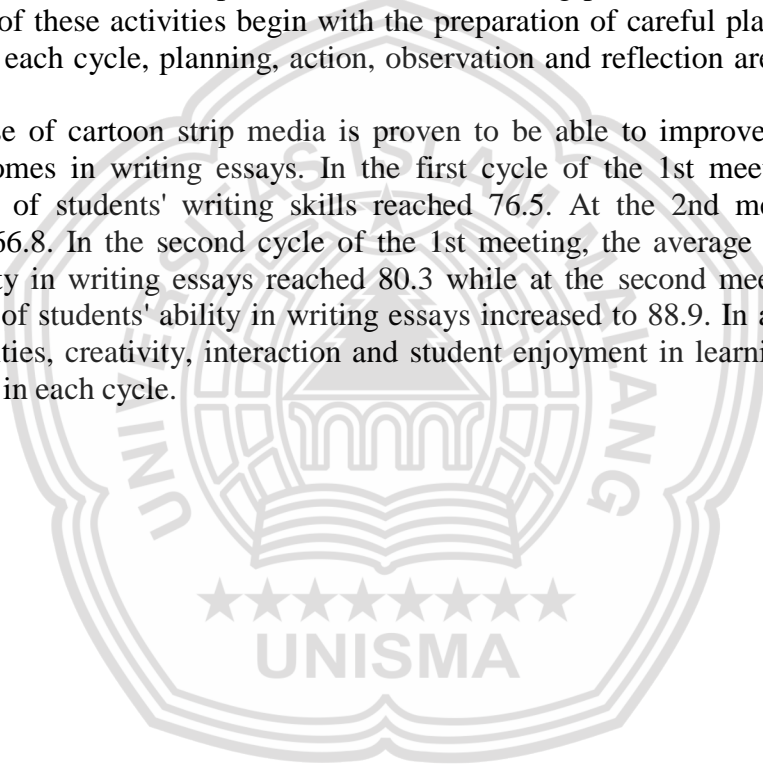 of these activities begin with the preparation of careful pla
each cycle, planning, action, observation and reflection are
e of cartoon strip media is proven to be able to improve
omes in writing essays. In the first cycle of the 1st meet
of students' writing skills reached 76.5. At the 2nd me
66.8. In the second cycle of the 1st meeting, the average
ty in writing essays reached 80.3 while at the second mee
of students' ability in writing essays increased to 88.9. In a
ties, creativity, interaction and student enjoyment in learni
in each cycle.
UNIVERSITAS ISLAM MALANG
UNISMA